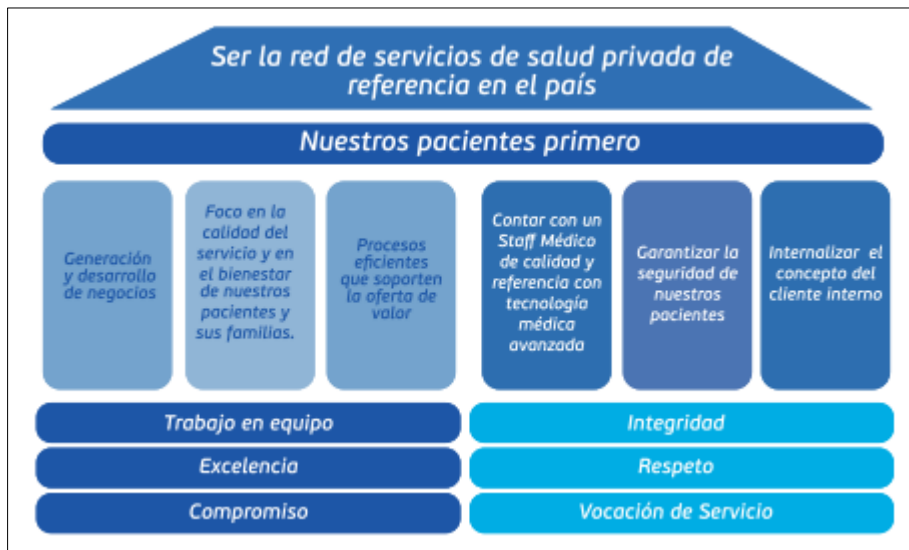 Ser la red de servicios de salud privada de
referencia en el país
Nuestros pacientes primero
Generación
y desarrollo
de negocios
Foco en la
calidad del
servicio y en
el bienestar
de nuestros
pacientes y
sus familias.
Procesos
eficientes
que soporten
la oferta de
valor
Contar con un
Staff Médico
de calidad y
referencia con
tecnología
médica
avanzada
Garantizar la
seguridad de
nuestros
pacientes
Internalizar el
concepto del
cliente interno
Trabajo en equipo
Excelencia
Compromiso
Integridad
Respeto
Vocación de Servicio